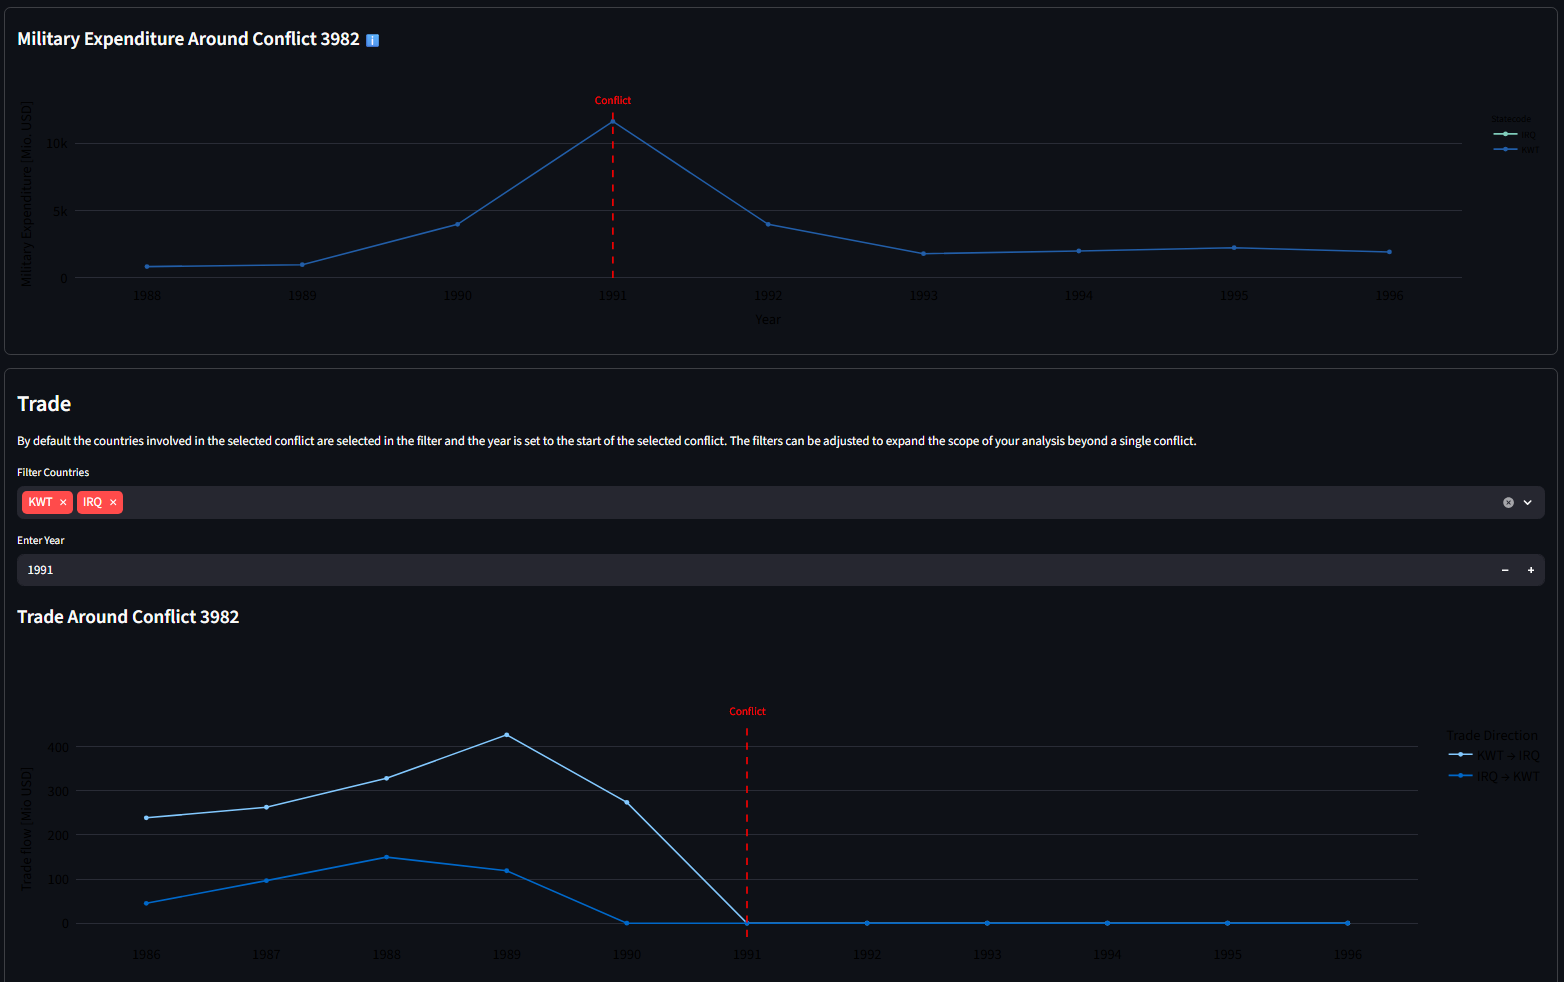 Military Expenditure Around Conflict 3982 i
Conflict
Military Expenditure [Mio. USD]
10k
5k
0
1988 1989 1990 1991 1992 1993 1994 1995 1996
Year
Statecode
IRQ
KWT
Trade
By default the countries involved in the selected conflict are selected in the filter and the year is set to the start of the selected conflict. The filters can be adjusted to expand the scope of your analysis beyond a single conflict.
Filter Countries
KWT × IRQ ×
Enter Year
1991 − +
Trade Around Conflict 3982
Conflict
Trade flow [Mio USD]
400
300
200
100
0
1986 1987 1988 1989 1990 1991 1992 1993 1994 1995 1996
Trade Direction
KWT → IRQ
IRQ → KWT